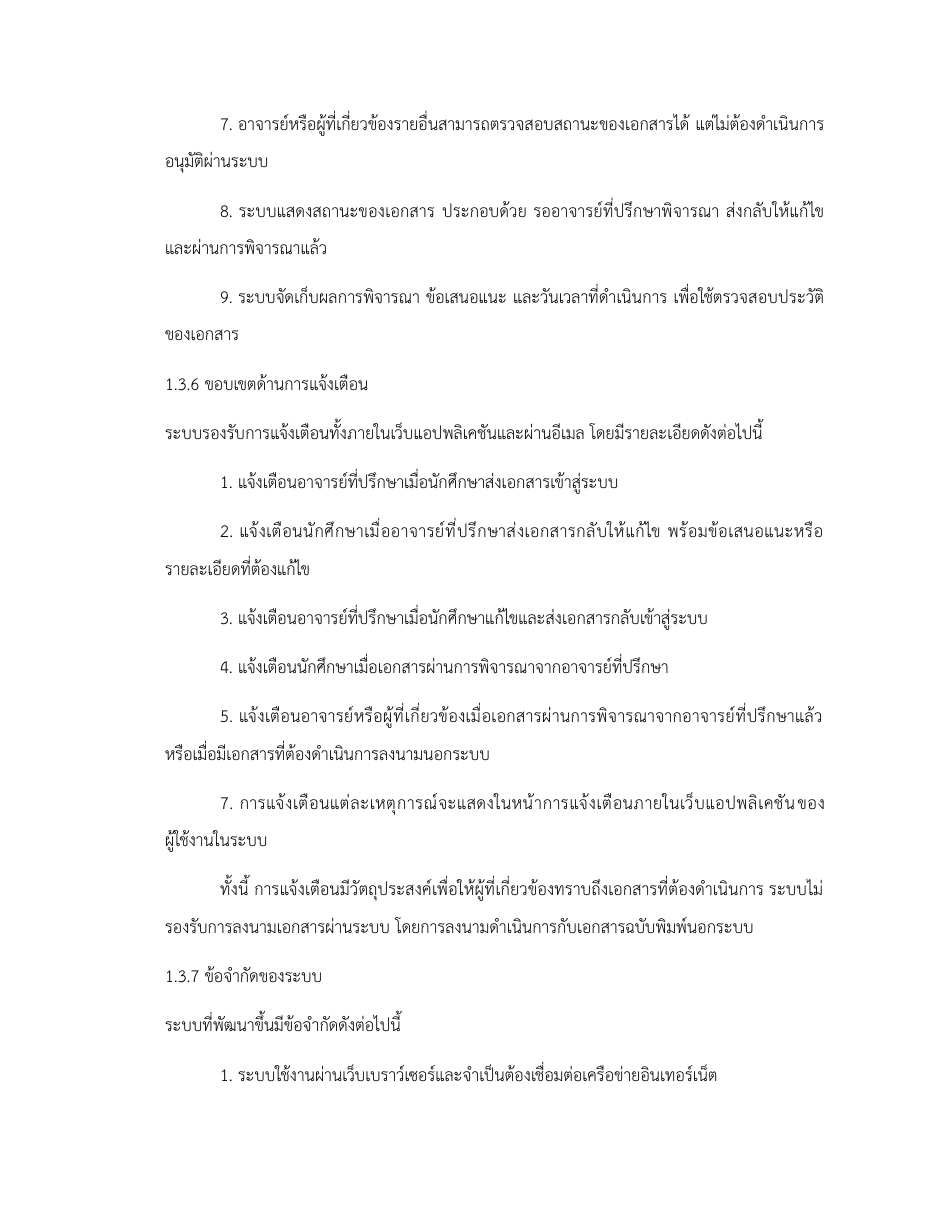 7. อาจารย์หรือผู้ที่เกี่ยวข้องรายอื่นสามารถตรวจสอบสถานะของเอกสารได้ แต่ไม่ต้องดำเนินการ
อนุมัติผ่านระบบ
8. ระบบแสดงสถานะของเอกสาร ประกอบด้วย รออาจารย์ที่ปรึกษาพิจารณา ส่งกลับให้แก้ไข
และผ่านการพิจารณาแล้ว
9. ระบบจัดเก็บผลการพิจารณา ข้อเสนอแนะ และวันเวลาที่ดำเนินการ เพื่อใช้ตรวจสอบประวัติ
ของเอกสาร
1.3.6 ขอบเขตด้านการแจ้งเตือน
ระบบรองรับการแจ้งเตือนทั้งภายในเว็บแอปพลิเคชันและผ่านอีเมล โดยมีรายละเอียดดังต่อไปนี้
1. แจ้งเตือนอาจารย์ที่ปรึกษาเมื่อนักศึกษาส่งเอกสารเข้าสู่ระบบ
2. แจ้งเตือนนักศึกษาเมื่ออาจารย์ที่ปรึกษาส่งเอกสารกลับให้แก้ไข พร้อมข้อเสนอแนะหรือ
รายละเอียดที่ต้องแก้ไข
3. แจ้งเตือนอาจารย์ที่ปรึกษาเมื่อนักศึกษาแก้ไขและส่งเอกสารกลับเข้าสู่ระบบ
4. แจ้งเตือนนักศึกษาเมื่อเอกสารผ่านการพิจารณาจากอาจารย์ที่ปรึกษา
5. แจ้งเตือนอาจารย์หรือผู้ที่เกี่ยวข้องเมื่อเอกสารผ่านการพิจารณาจากอาจารย์ที่ปรึกษาแล้ว
หรือเมื่อมีเอกสารที่ต้องดำเนินการลงนามนอกระบบ
7. การแจ้งเตือนแต่ละเหตุการณ์จะแสดงในหน้าการแจ้งเตือนภายในเว็บแอปพลิเคชันของ
ผู้ใช้งานในระบบ
ทั้งนี้ การแจ้งเตือนมีวัตถุประสงค์เพื่อให้ผู้ที่เกี่ยวข้องทราบถึงเอกสารที่ต้องดำเนินการ ระบบไม่
รองรับการลงนามเอกสารผ่านระบบ โดยการลงนามดำเนินการกับเอกสารฉบับพิมพ์นอกระบบ
1.3.7 ข้อจำกัดของระบบ
ระบบที่พัฒนาขึ้นมีข้อจำกัดดังต่อไปนี้
1. ระบบใช้งานผ่านเว็บเบราว์เซอร์และจำเป็นต้องเชื่อมต่อเครือข่ายอินเทอร์เน็ต